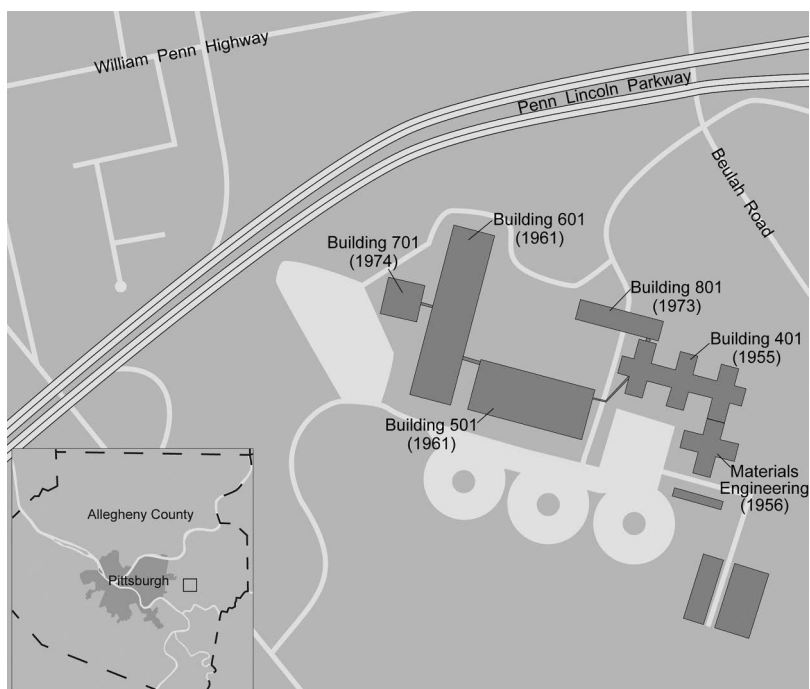 William Penn Highway
Penn Lincoln Parkway
Beulah Road
Building 601
(1961)
Building 701
(1974)
Building 801
(1973)
Building 401
(1955)
Building 501
(1961)
Materials
Engineering
(1956)
Allegheny County
Pittsburgh